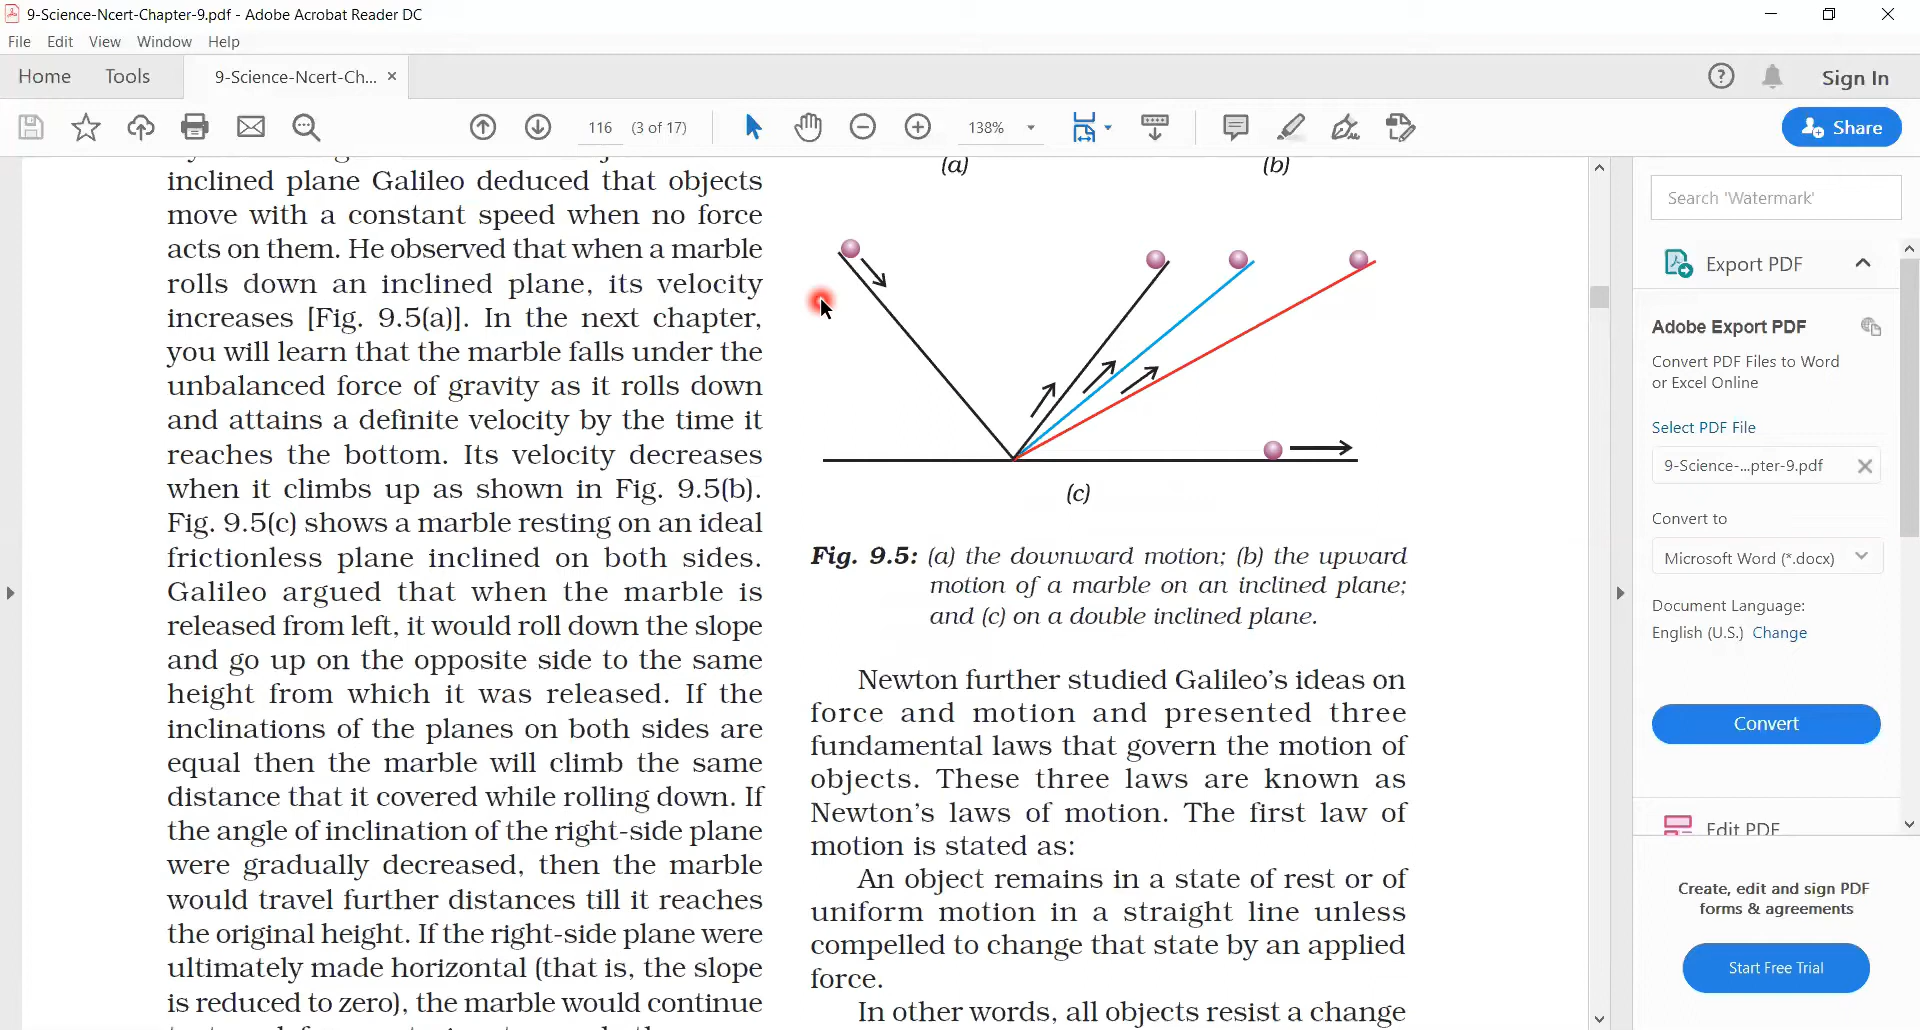 9-Science-Ncert-Chapter-9.pdf - Adobe Acrobat Reader DC
File Edit View Window Help
Home Tools 9-Science-Ncert-Ch... × Sign In
116 (3 of 17) 138% Share
inclined plane Galileo deduced that objects
move with a constant speed when no force
acts on them. He observed that when a marble
rolls down an inclined plane, its velocity
increases [Fig. 9.5(a)]. In the next chapter,
you will learn that the marble falls under the
unbalanced force of gravity as it rolls down
and attains a definite velocity by the time it
reaches the bottom. Its velocity decreases
when it climbs up as shown in Fig. 9.5(b).
Fig. 9.5(c) shows a marble resting on an ideal
frictionless plane inclined on both sides.
Galileo argued that when the marble is
released from left, it would roll down the slope
and go up on the opposite side to the same
height from which it was released. If the
inclinations of the planes on both sides are
equal then the marble will climb the same
distance that it covered while rolling down. If
the angle of inclination of the right-side plane
were gradually decreased, then the marble
would travel further distances till it reaches
the original height. If the right-side plane were
ultimately made horizontal (that is, the slope
is reduced to zero), the marble would continue
(a) (b)
(c)
Fig. 9.5: (a) the downward motion; (b) the upward
motion of a marble on an inclined plane;
and (c) on a double inclined plane.
Newton further studied Galileo's ideas on
force and motion and presented three
fundamental laws that govern the motion of
objects. These three laws are known as
Newton's laws of motion. The first law of
motion is stated as:
An object remains in a state of rest or of
uniform motion in a straight line unless
compelled to change that state by an applied
force.
In other words, all objects resist a change
Search 'Watermark'
Export PDF
Adobe Export PDF
Convert PDF Files to Word
or Excel Online
Select PDF File
9-Science-...pter-9.pdf
Convert to
Microsoft Word (*.docx)
Document Language:
English (U.S.) Change
Convert
Edit PDF
Create, edit and sign PDF
forms & agreements
Start Free Trial